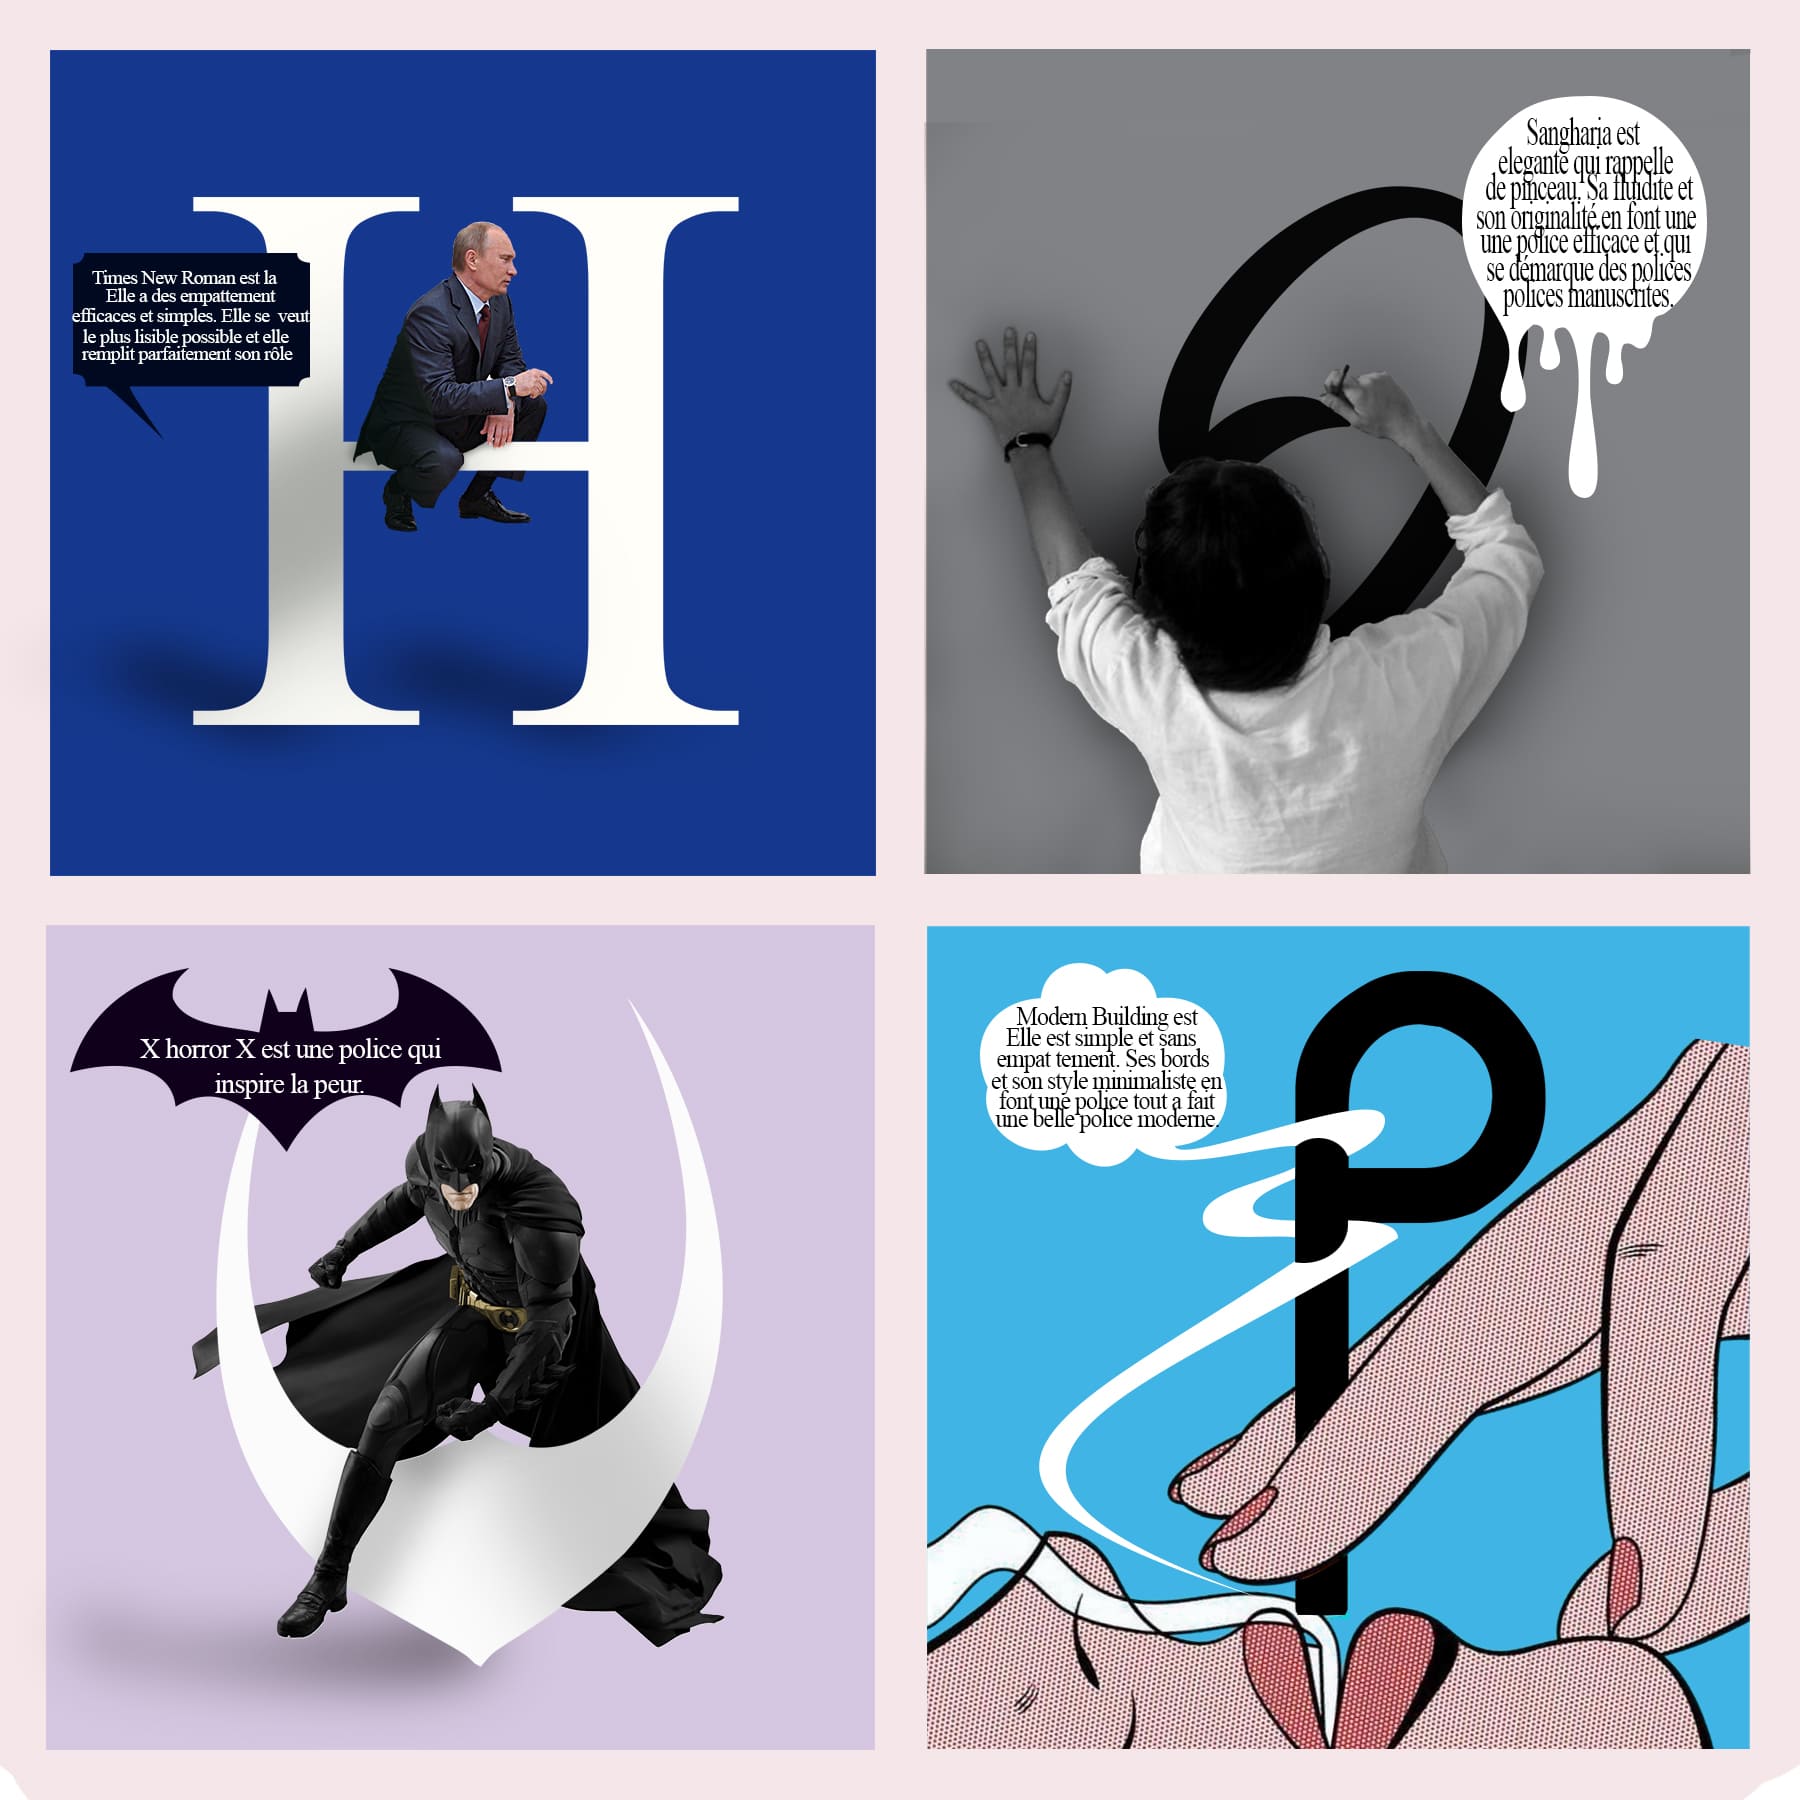 H
Times New Roman est la
Elle a des empattement
efficaces et simples. Elle se veut
le plus lisible possible et elle
remplit parfaitement son rôle
Sangharia est
elegante qui rappelle
de pinceau. Sa fluidite et
son originalité en font une
une police efficace et qui
se démarque des polices
polices manuscrites.
X horror X est une police qui
inspire la peur.
Modern Building est
Elle est simple et sans
empat tement. Ses bords
et son style minimaliste en
font une police tout a fait
une belle police moderne.
P